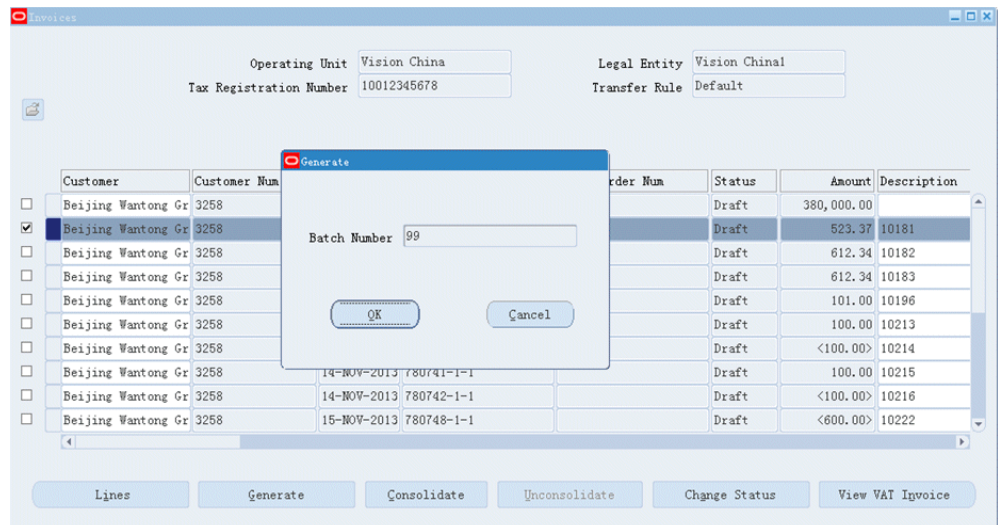 Invoices
Operating Unit Vision China Legal Entity Vision China1
Tax Registration Number 10012345678 Transfer Rule Default
Generate
Customer Customer Num rder Num Status Amount Description
Beijing Wantong Gr 3258 Draft 380,000.00
Beijing Wantong Gr 3258 Draft 523.37 10181
Batch Number 99
Beijing Wantong Gr 3258 Draft 612.34 10182
Beijing Wantong Gr 3258 Draft 612.34 10183
Beijing Wantong Gr 3258 Draft 101.00 10196
OK Cancel
Beijing Wantong Gr 3258 Draft 100.00 10213
Beijing Wantong Gr 3258 Draft <100.00> 10214
Beijing Wantong Gr 3258 14-NOV-2013 780741-1-1 Draft 100.00 10215
Beijing Wantong Gr 3258 14-NOV-2013 780742-1-1 Draft <100.00> 10216
Beijing Wantong Gr 3258 15-NOV-2013 780748-1-1 Draft <600.00> 10222
Lines Generate Consolidate Unconsolidate Change Status View VAT Invoice